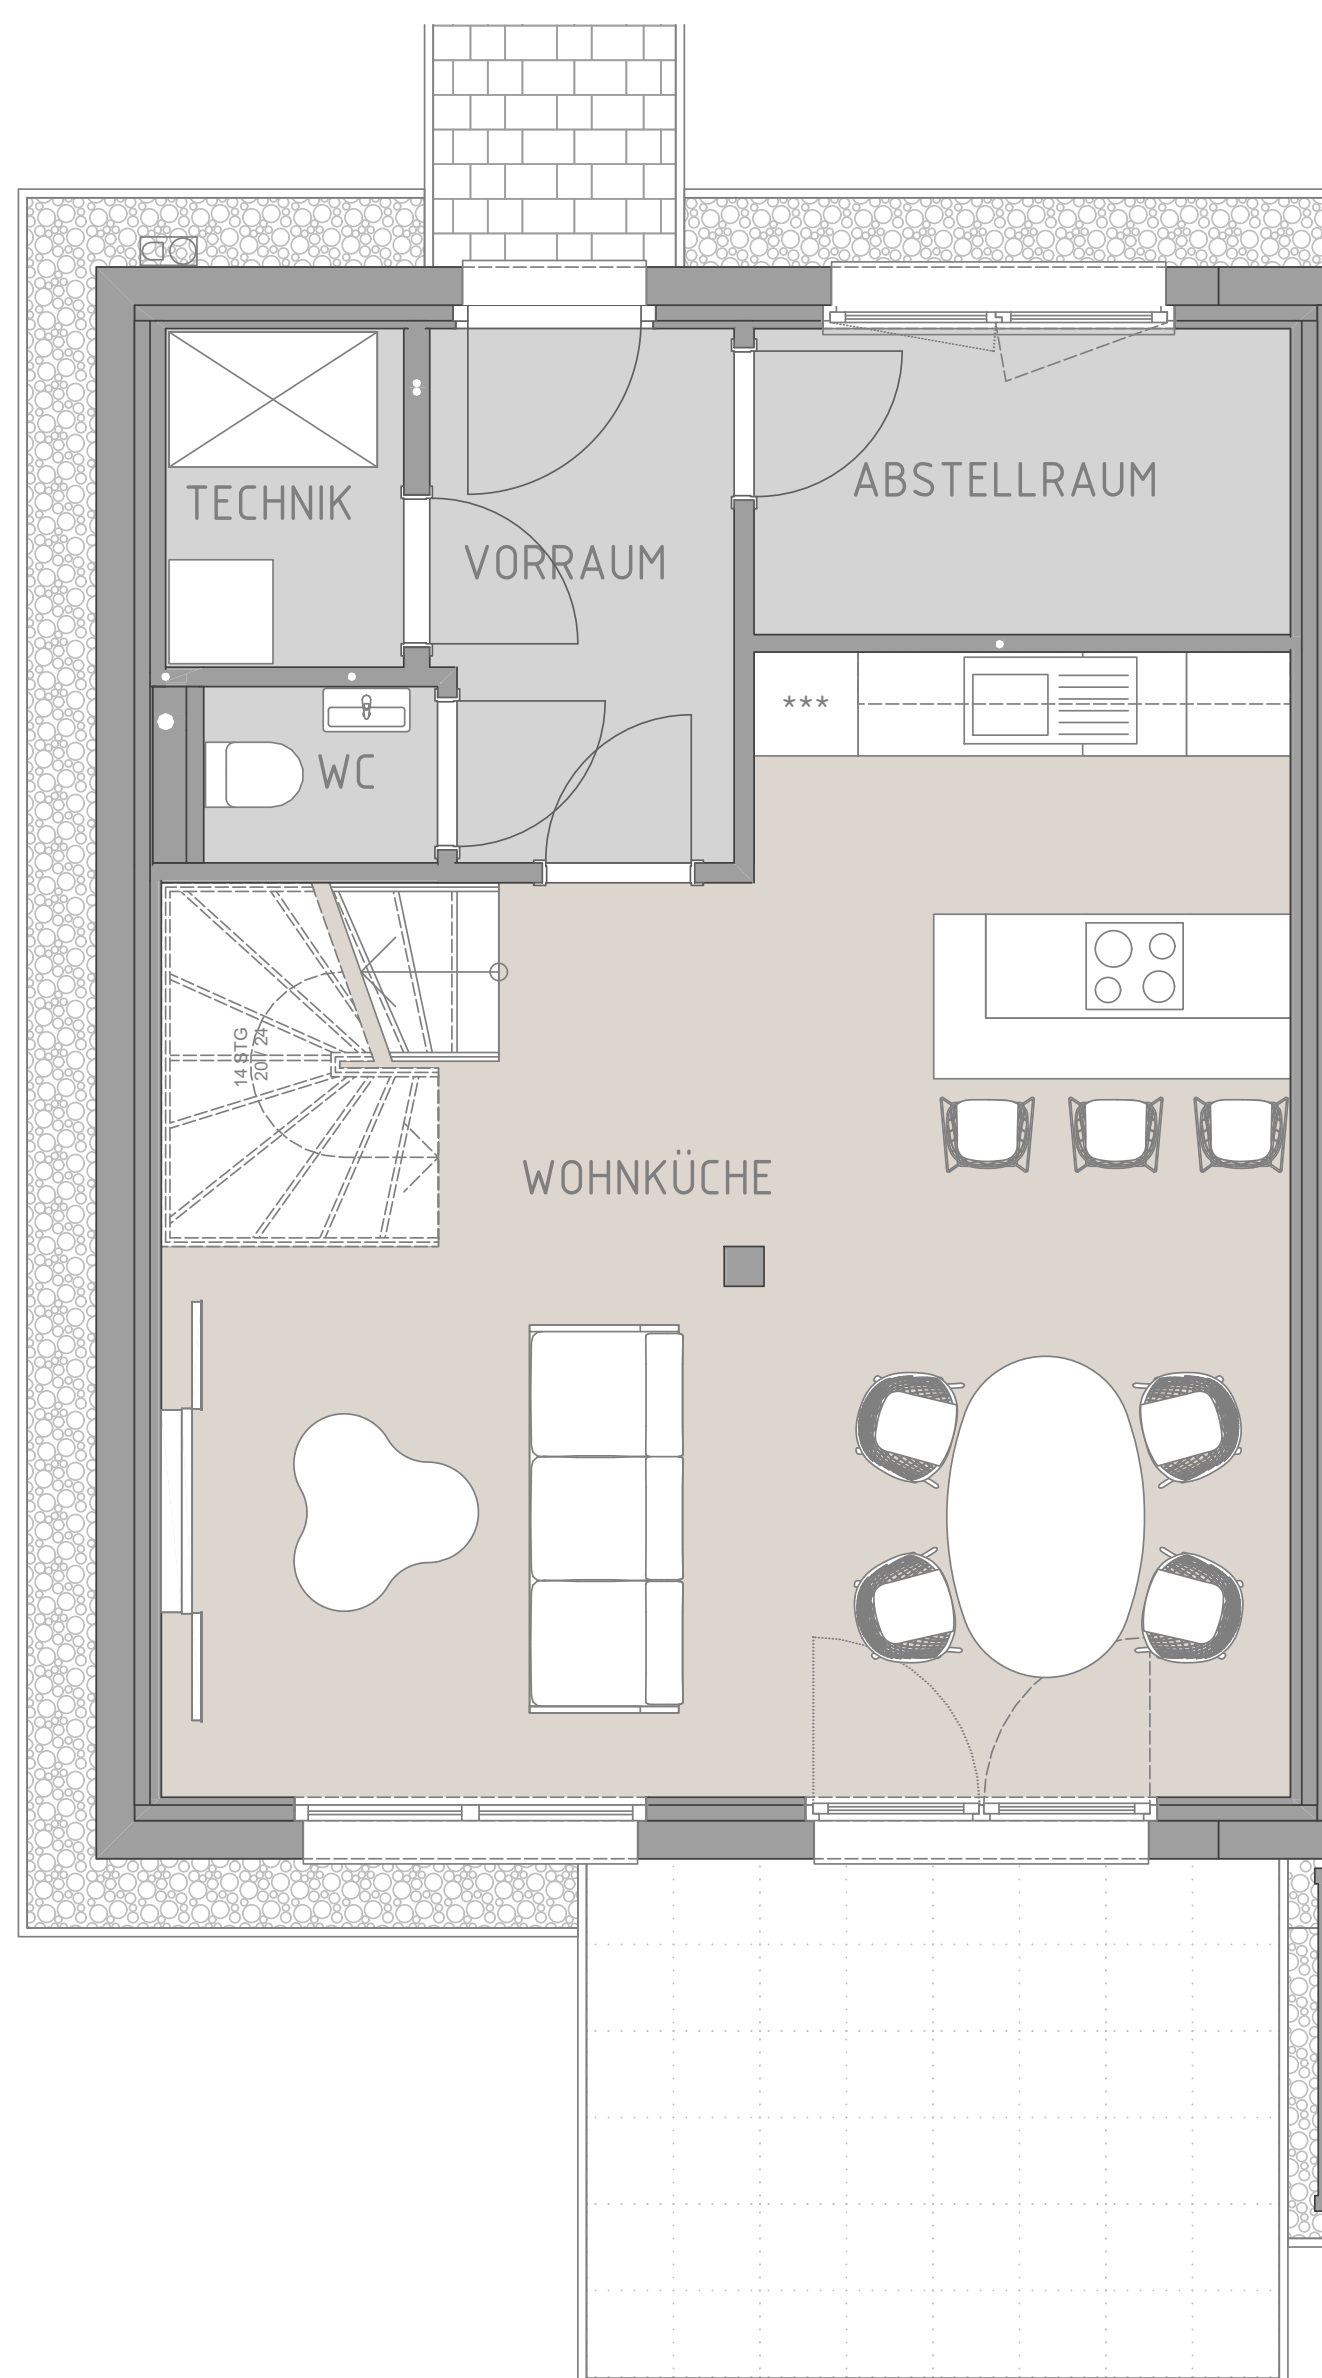 TECHNIK
ABSTELLRAUM
VORRAUM
***
WC
14 STG
20 / 24
WOHNKÜCHE